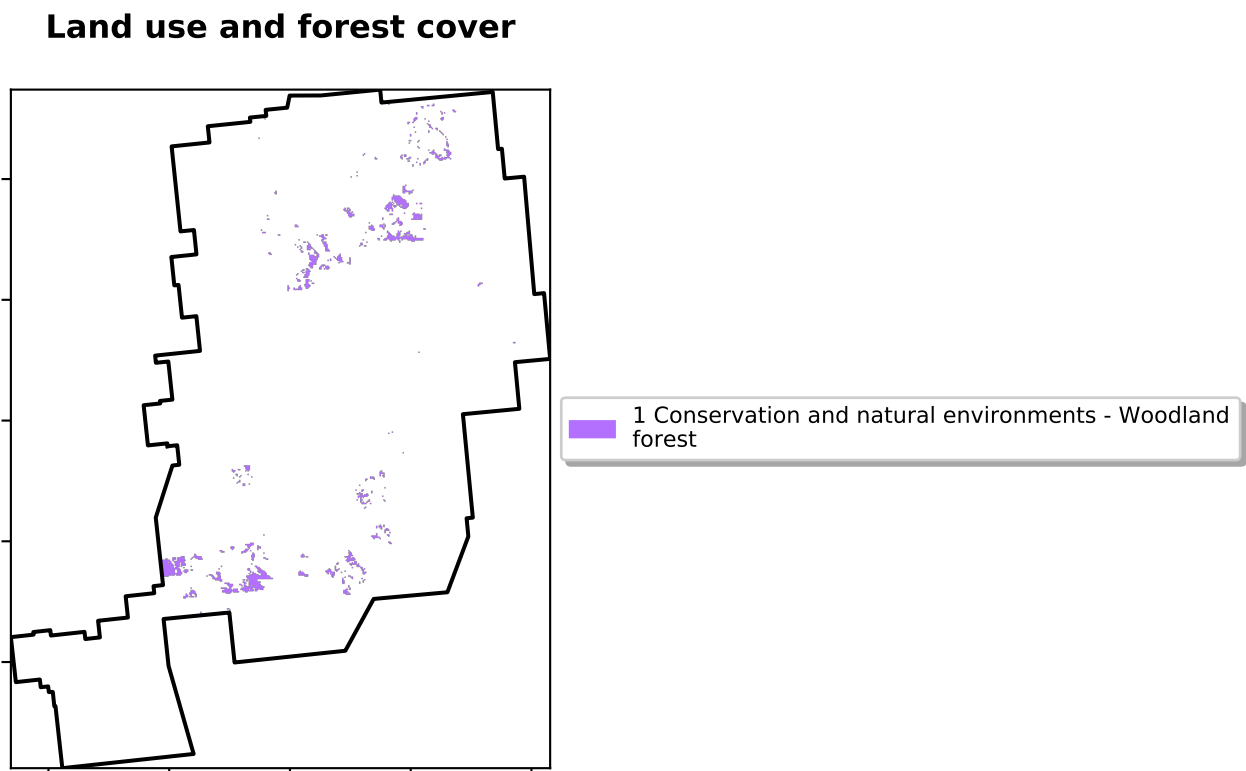 Land use and forest cover
1 Conservation and natural environments - Woodland
forest